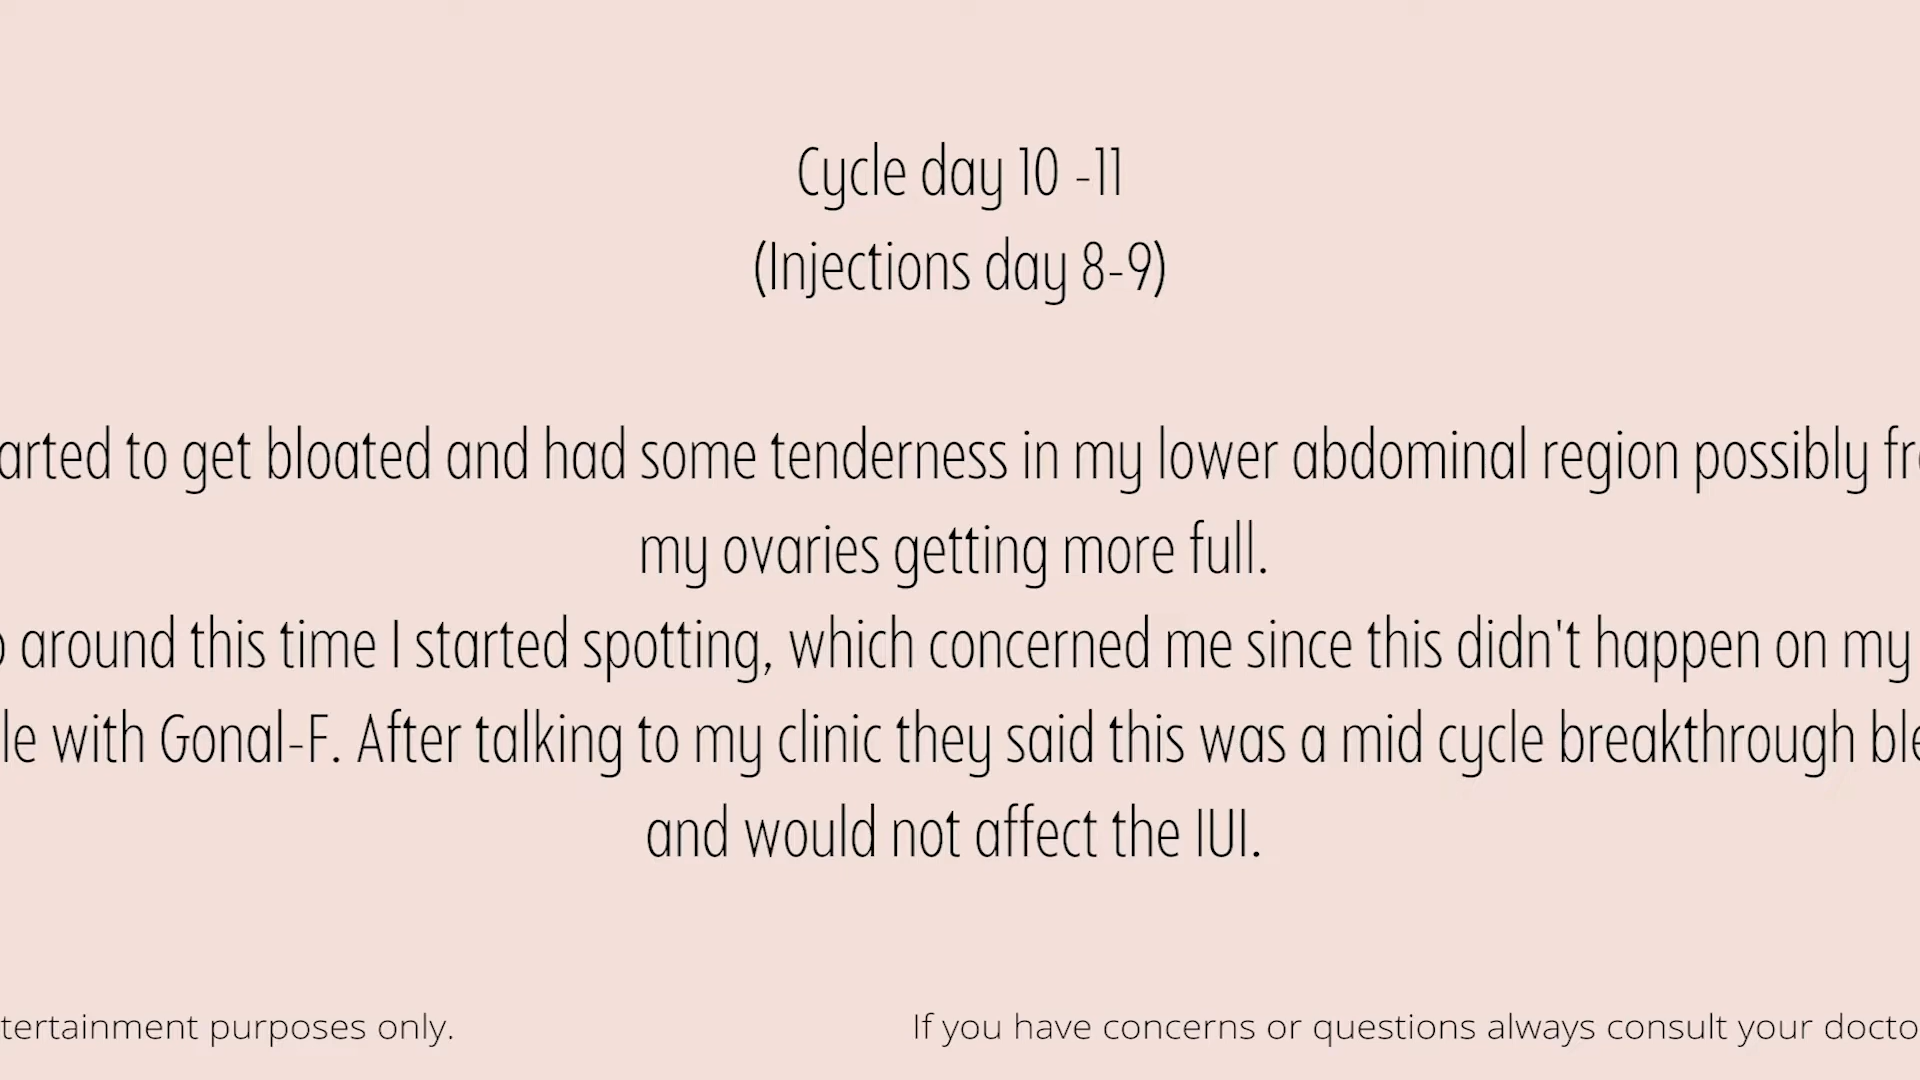 Cycle day 10 -11
(Injections day 8-9)
arted to get bloated and had some tenderness in my lower abdominal region possibly fr
my ovaries getting more full.
around this time I started spotting, which concerned me since this didn't happen on my
le with Gonal-F. After talking to my clinic they said this was a mid cycle breakthrough ble
and would not affect the IUI.
tertainment purposes only.
If you have concerns or questions always consult your docto